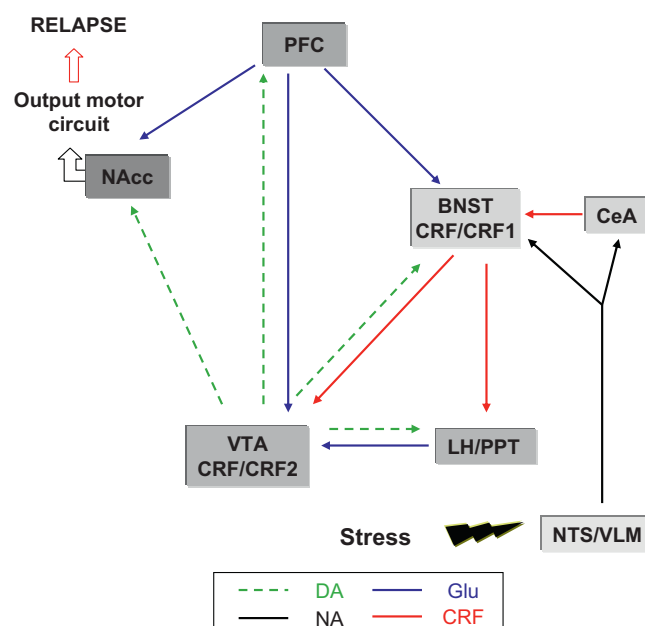 RELAPSE
PFC
Output motor
circuit
NAcc
BNST
CRF/CRF1
CeA
VTA
CRF/CRF2
LH/PPT
Stress
NTS/VLM
DA
Glu
NA
CRF